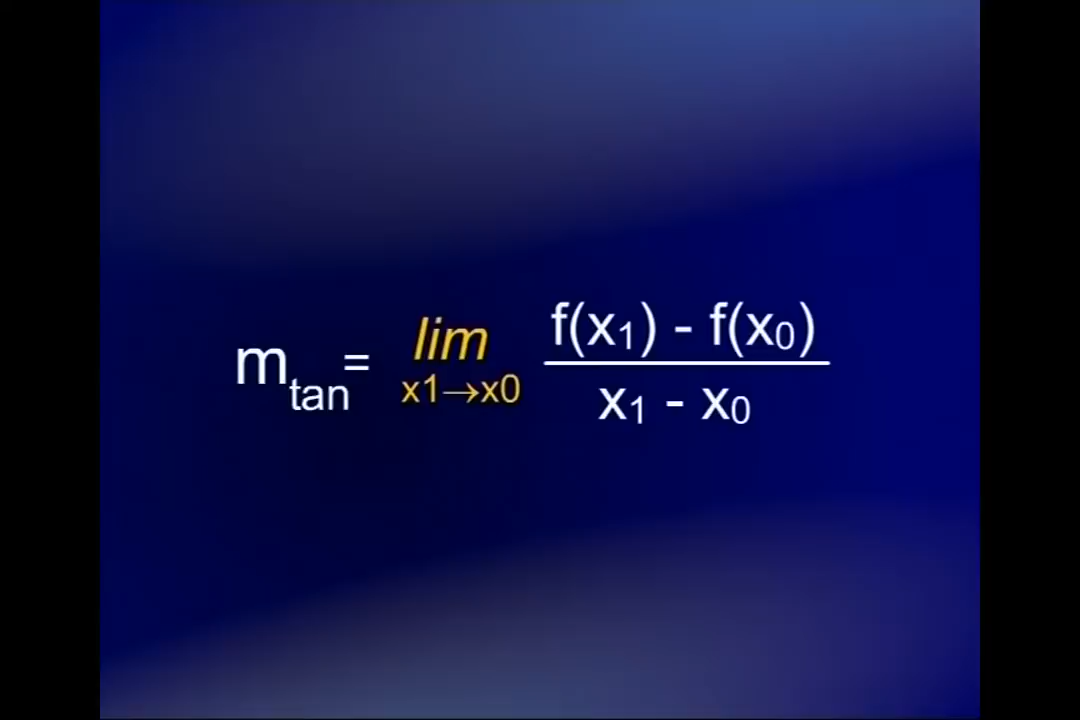 m_tan = lim x1→x0 f(x₁) - f(x₀)
x₁ - x₀